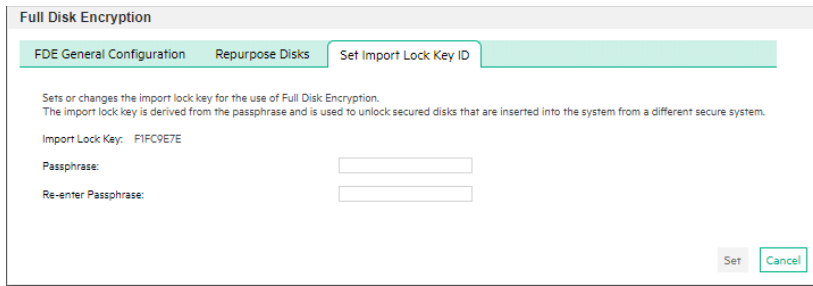 Full Disk Encryption
FDE General Configuration Repurpose Disks Set Import Lock Key ID
Sets or changes the import lock key for the use of Full Disk Encryption.
The import lock key is derived from the passphrase and is used to unlock secured disks that are inserted into the system from a different secure system.
Import Lock Key: F1FC9E7E
Passphrase:
Re-enter Passphrase:
Set Cancel